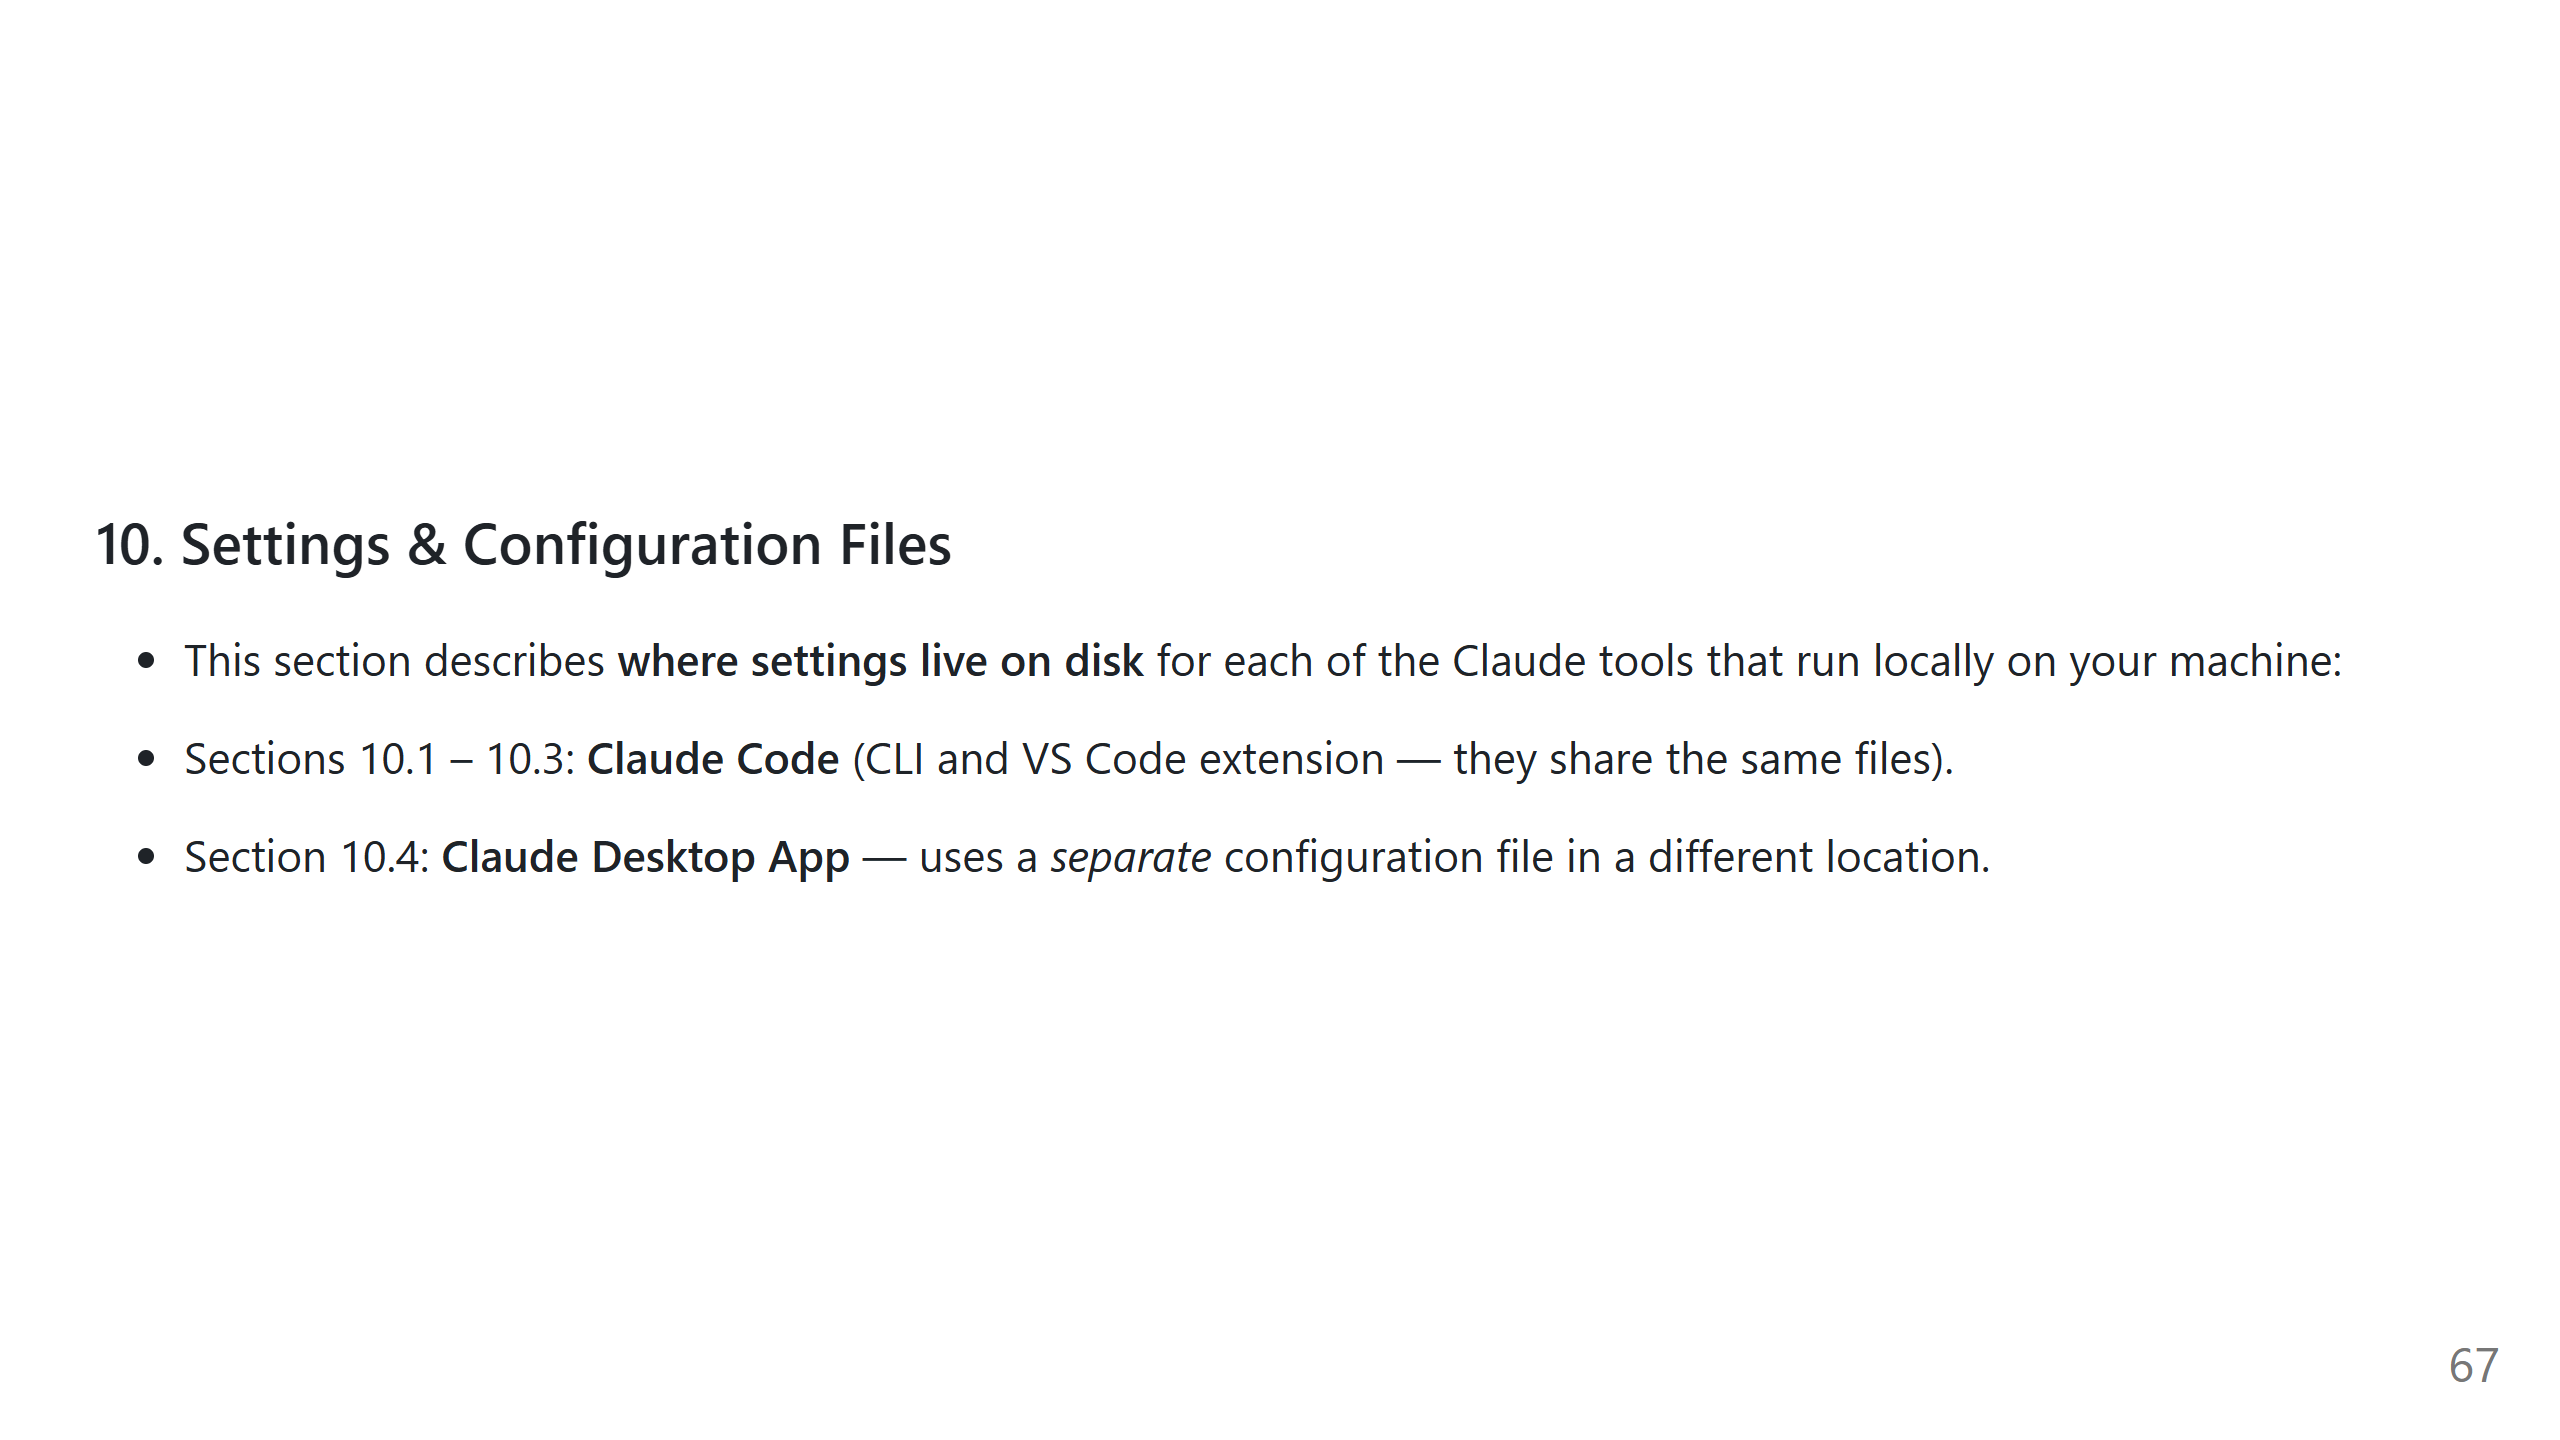 10. Settings & Configuration Files
• This section describes where settings live on disk for each of the Claude tools that run locally on your machine:
• Sections 10.1 – 10.3: Claude Code (CLI and VS Code extension — they share the same files).
• Section 10.4: Claude Desktop App — uses a separate configuration file in a different location.
67